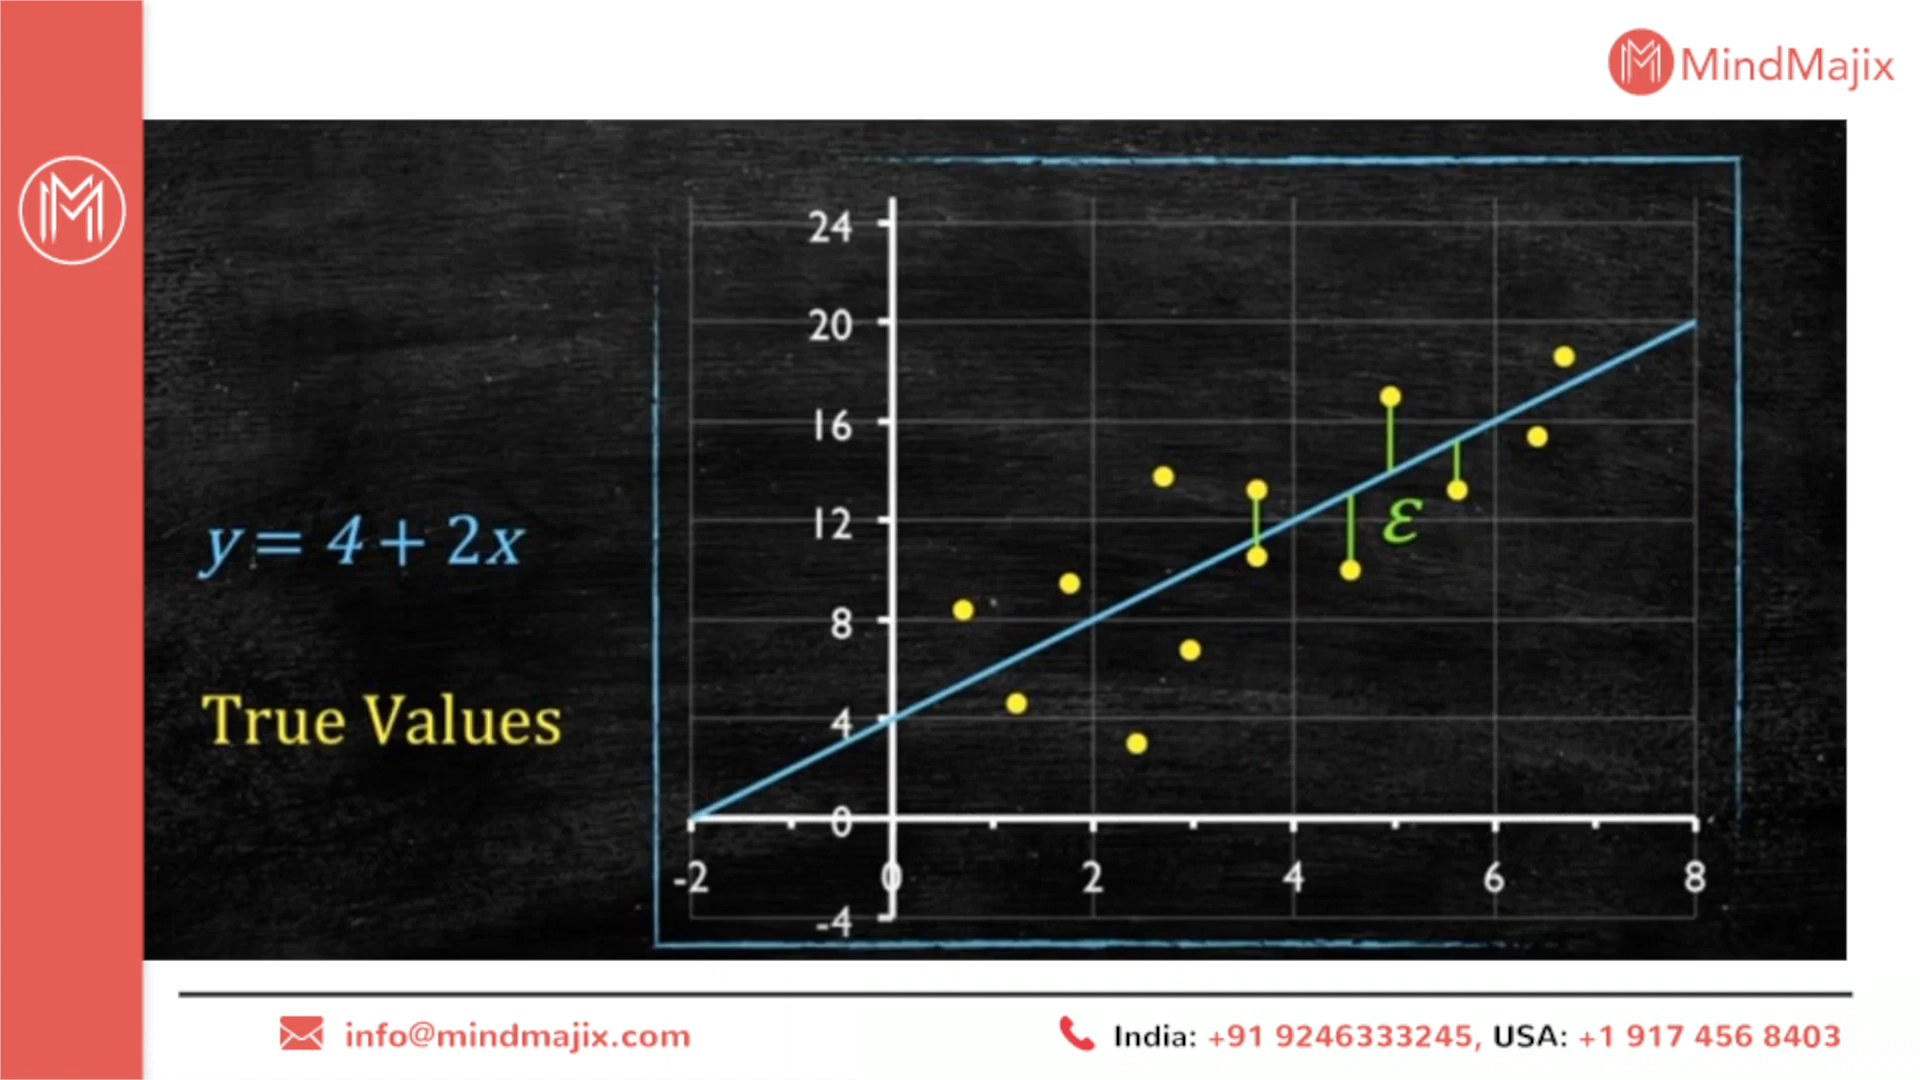 MindMajix
24
20
16
12
8
4
0
-4
-2 0 2 4 6 8
ε
y = 4 + 2x
True Values
info@mindmajix.com
India: +91 9246333245, USA: +1 917 456 8403